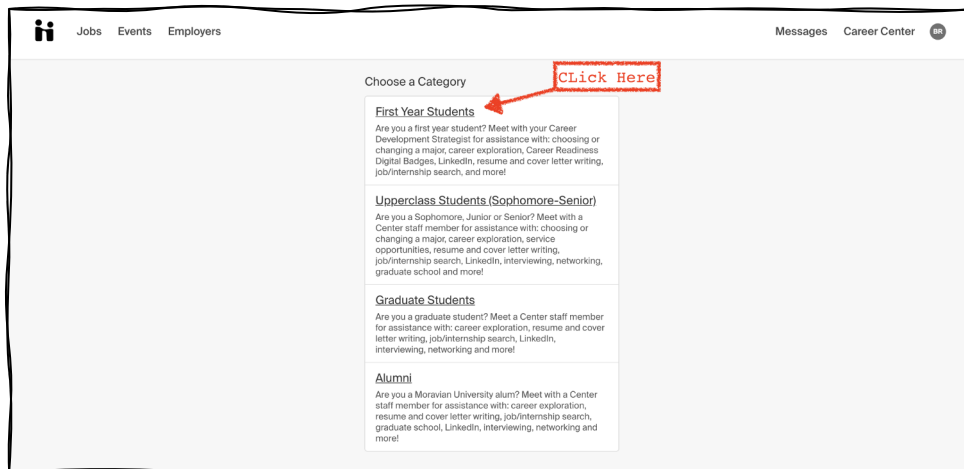 Jobs Events Employers Messages Career Center BR
Choose a Category
CLick Here
First Year Students
Are you a first year student? Meet with your Career
Development Strategist for assistance with: choosing or
changing a major, career exploration, Career Readiness
Digital Badges, LinkedIn, resume and cover letter writing,
job/internship search, and more!
Upperclass Students (Sophomore-Senior)
Are you a Sophomore, Junior or Senior? Meet with a
Center staff member for assistance with: choosing or
changing a major, career exploration, service
opportunities, resume and cover letter writing,
job/internship search, LinkedIn, interviewing, networking,
graduate school and more!
Graduate Students
Are you a graduate student? Meet a Center staff member
for assistance with: career exploration, resume and cover
letter writing, job/internship search, LinkedIn,
interviewing, networking and more!
Alumni
Are you a Moravian University alum? Meet with a Center
staff member for assistance with: career exploration,
resume and cover letter writing, job/internship search,
graduate school, LinkedIn, interviewing, networking and
more!